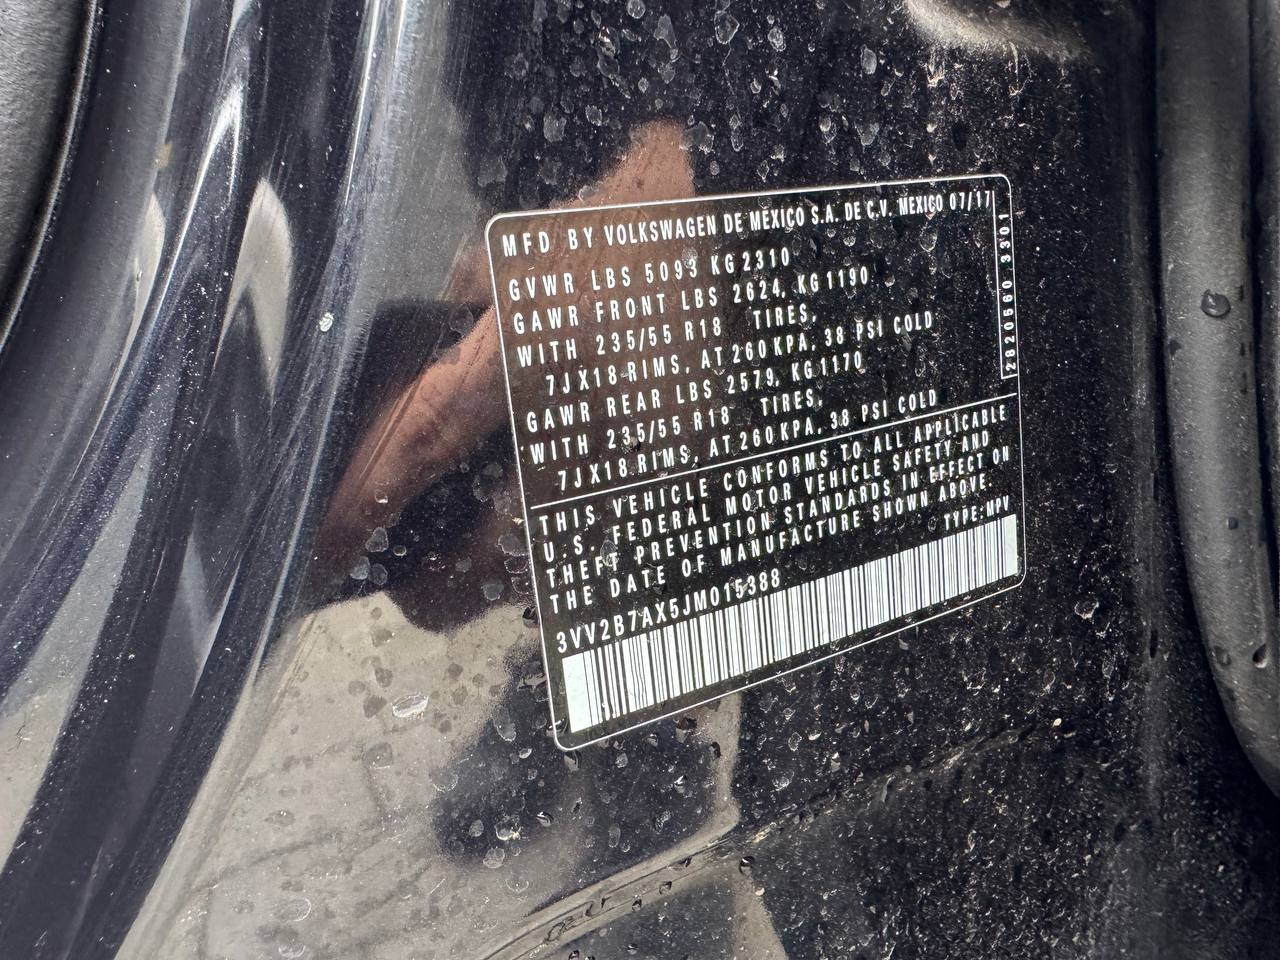 MFD BY VOLKSWAGEN DE MEXICO S.A. DE C.V. MEXICO 07/17
GVWR LBS 5093 KG 2310
GAWR FRONT LBS 2624, KG 1190
WITH 235/55 R18 TIRES,
7JX18 RIMS, AT 260 KPA, 38 PSI COLD
GAWR REAR LBS 2579, KG 1170
WITH 235/55 R18 TIRES,
7JX18 RIMS, AT 260 KPA, 38 PSI COLD
THIS VEHICLE CONFORMS TO ALL APPLICABLE
U.S. FEDERAL MOTOR VEHICLE SAFETY AND
THEFT PREVENTION STANDARDS IN EFFECT ON
THE DATE OF MANUFACTURE SHOWN ABOVE.
3VV2B7AX5JM015388 TYPE: MPV
2820560 3301